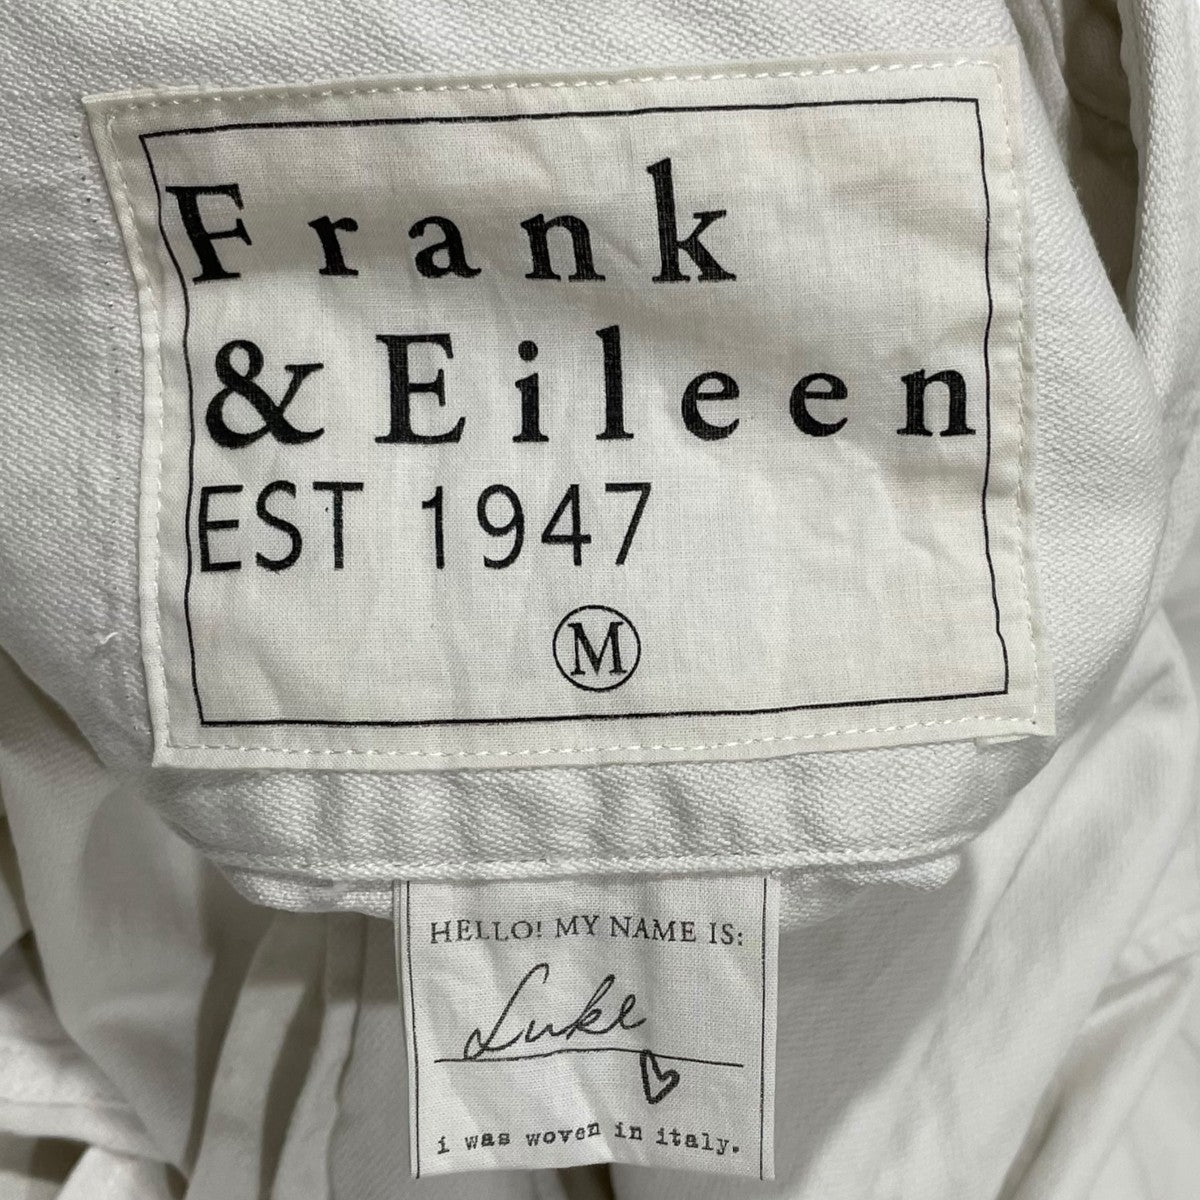 Frank
& Eileen
EST 1947
M
HELLO! MY NAME IS:
Luke
i was woven in italy.